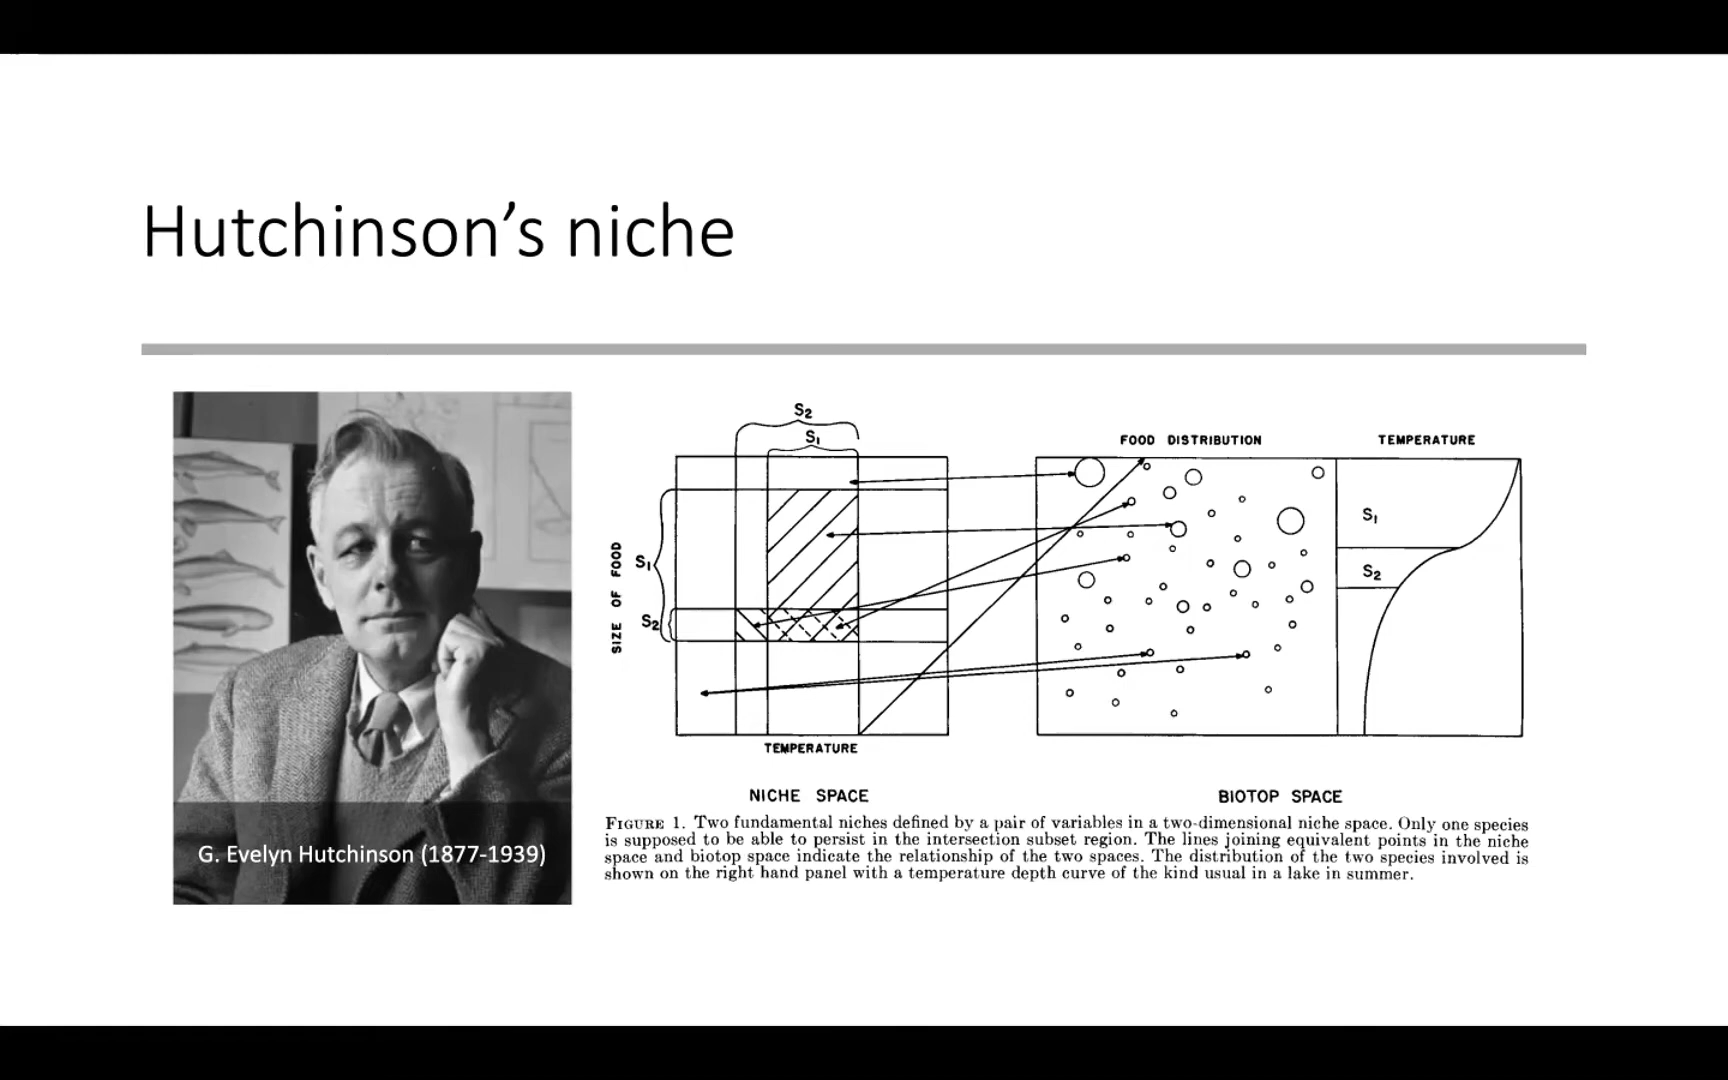 Hutchinson’s niche
G. Evelyn Hutchinson (1877-1939)
S2
S1
SIZE OF FOOD
S1
S2
TEMPERATURE
NICHE SPACE
FOOD DISTRIBUTION
TEMPERATURE
S1
S2
BIOTOP SPACE
FIGURE 1. Two fundamental niches defined by a pair of variables in a two-dimensional niche space. Only one species
is supposed to be able to persist in the intersection subset region. The lines joining equivalent points in the niche
space and biotop space indicate the relationship of the two spaces. The distribution of the two species involved is
shown on the right hand panel with a temperature depth curve of the kind usual in a lake in summer.